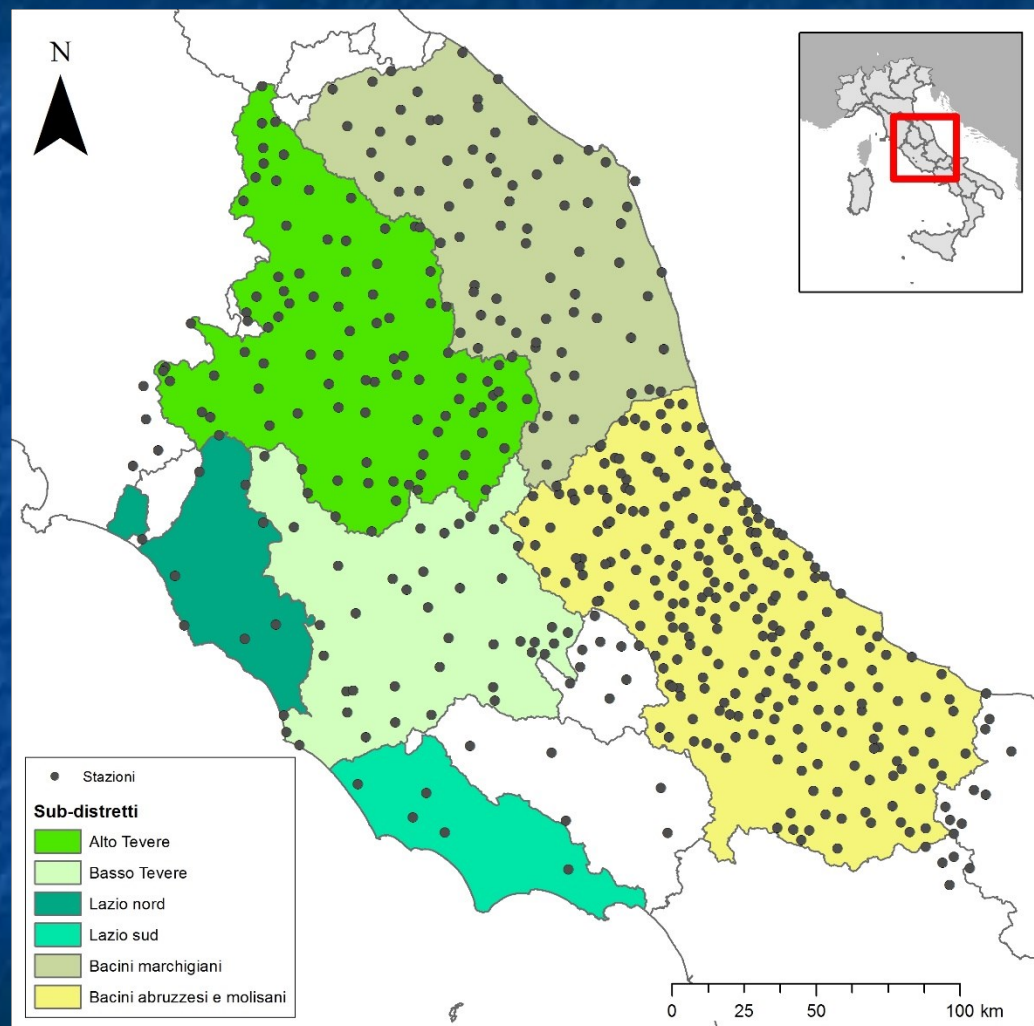 N
Stazioni
Sub-distretti
Alto Tevere
Basso Tevere
Lazio nord
Lazio sud
Bacini marchigiani
Bacini abruzzesi e molisani
0 25 50 100 km